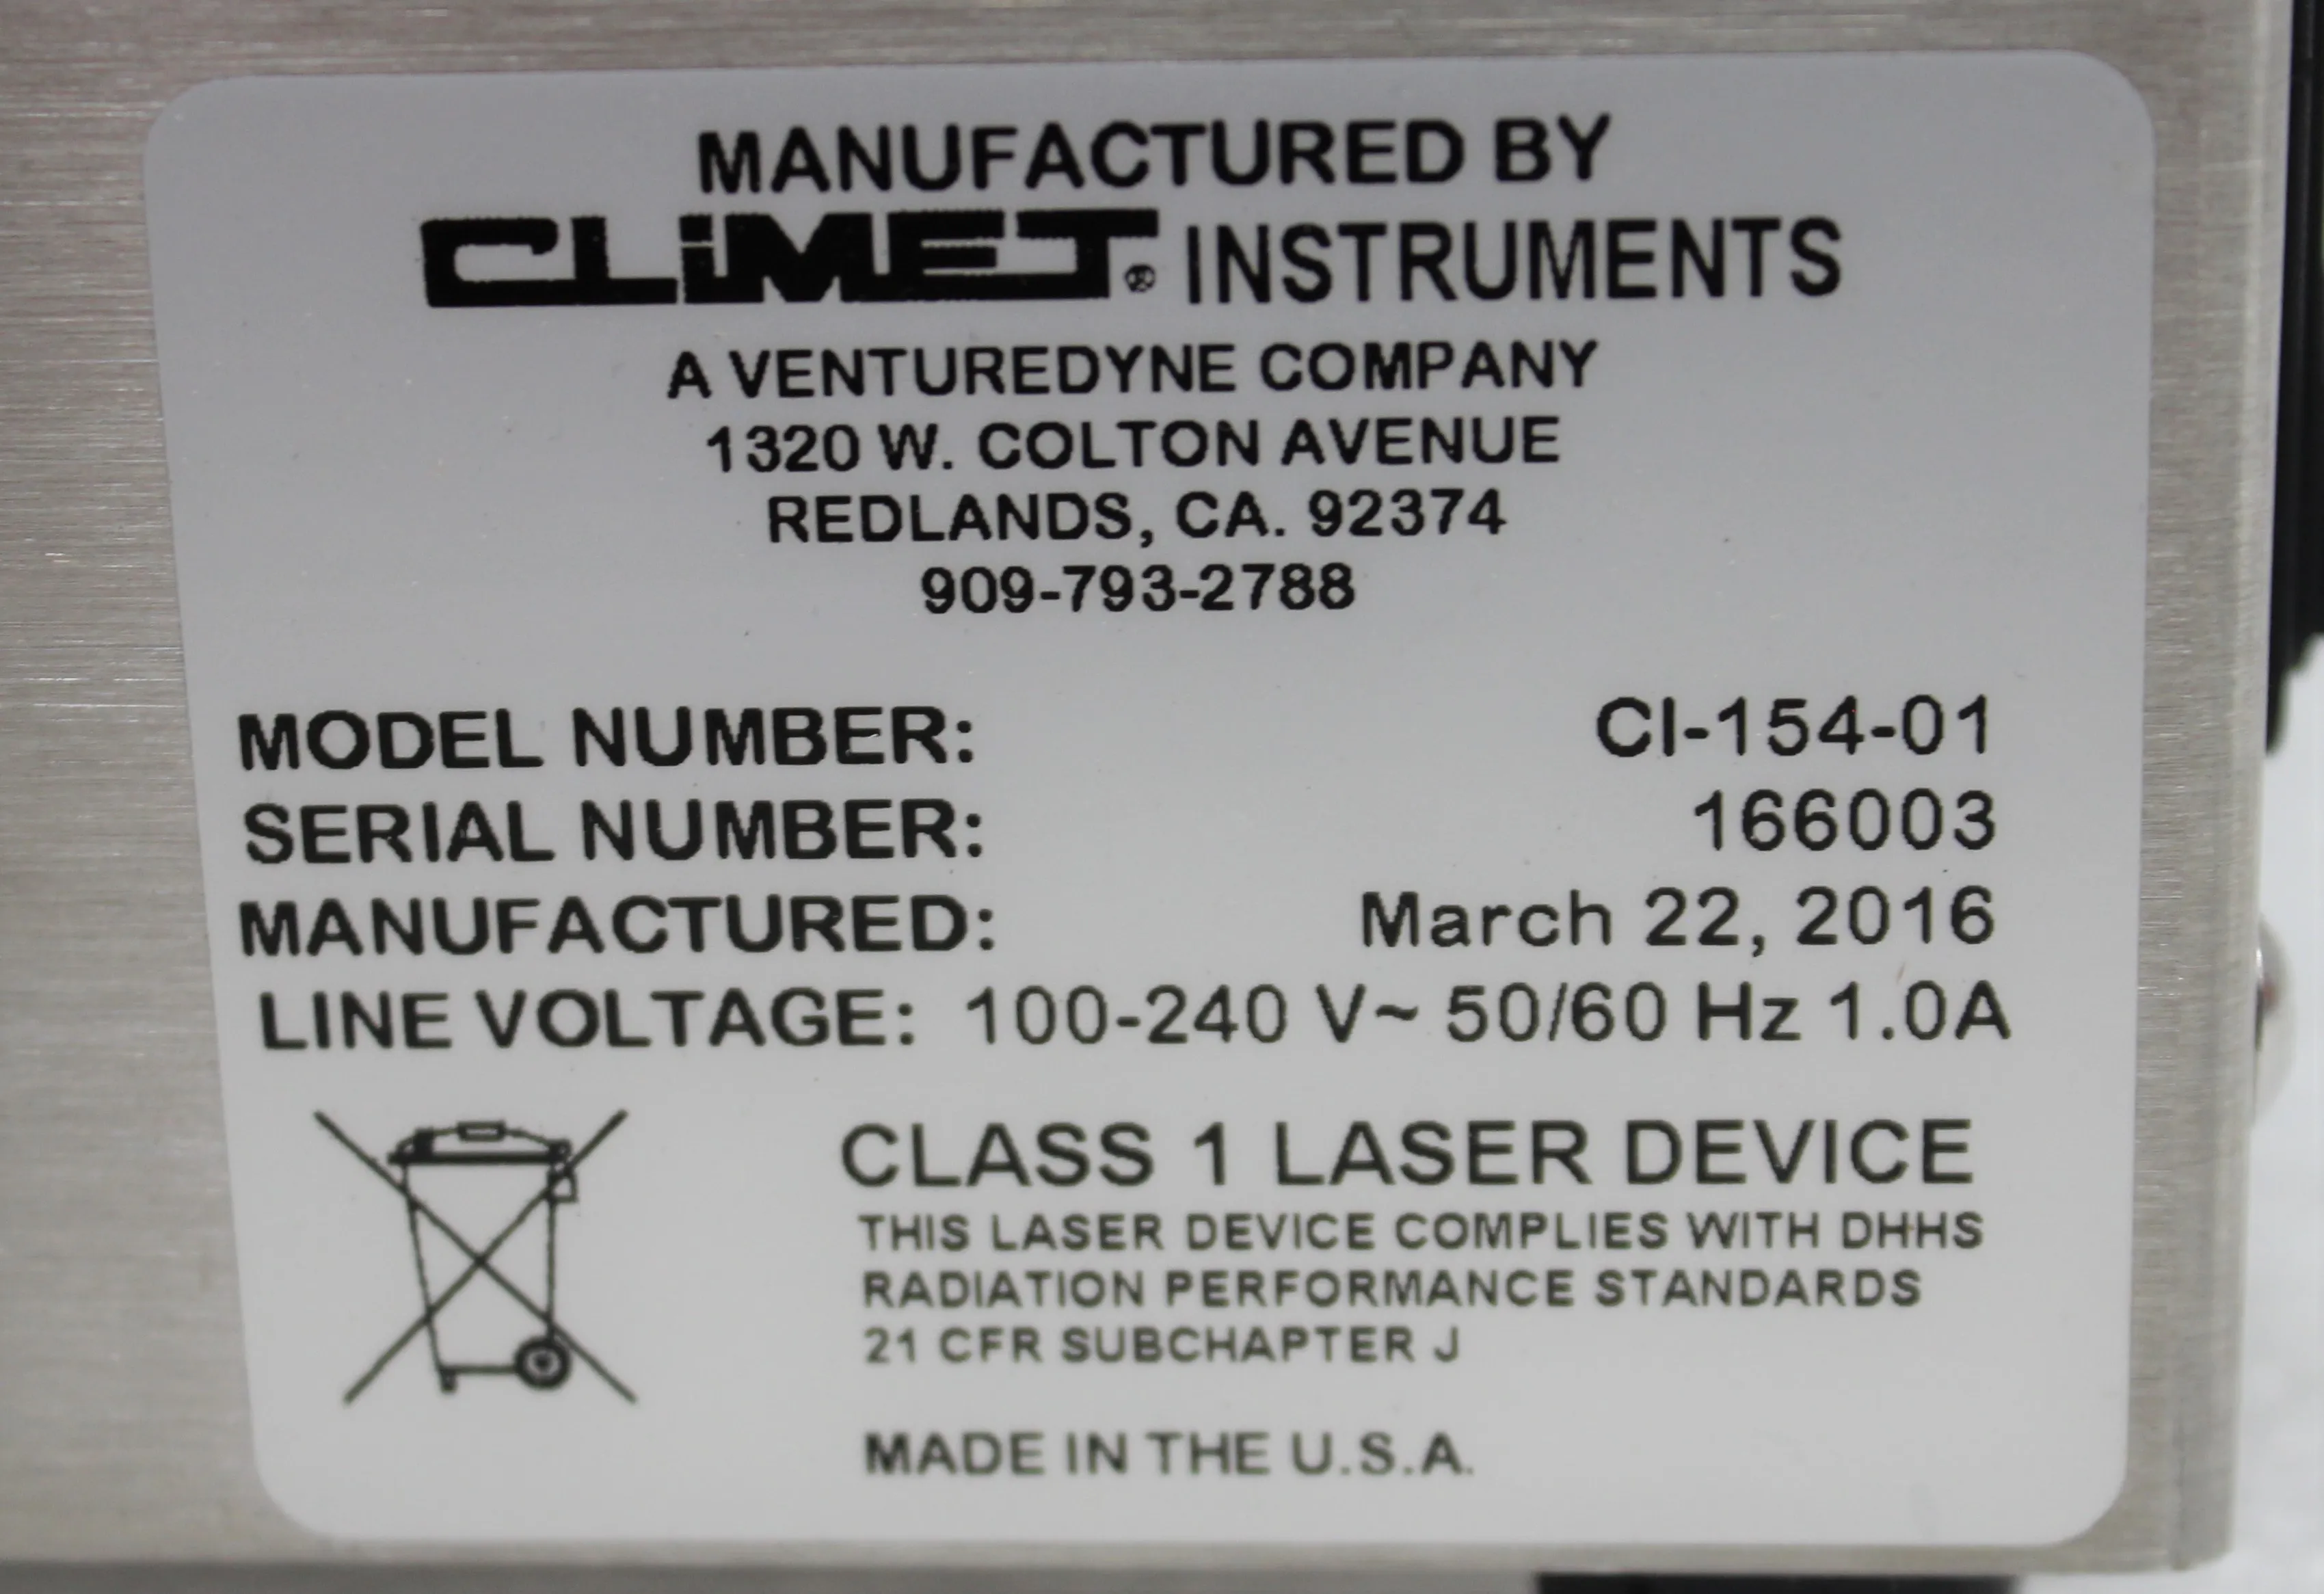 MANUFACTURED BY
CLiMET® INSTRUMENTS
A VENTUREDYNE COMPANY
1320 W. COLTON AVENUE
REDLANDS, CA. 92374
909-793-2788
MODEL NUMBER: CI-154-01
SERIAL NUMBER: 166003
MANUFACTURED: March 22, 2016
LINE VOLTAGE: 100-240 V~ 50/60 Hz 1.0A
CLASS 1 LASER DEVICE
THIS LASER DEVICE COMPLIES WITH DHHS
RADIATION PERFORMANCE STANDARDS
21 CFR SUBCHAPTER J
MADE IN THE U.S.A.